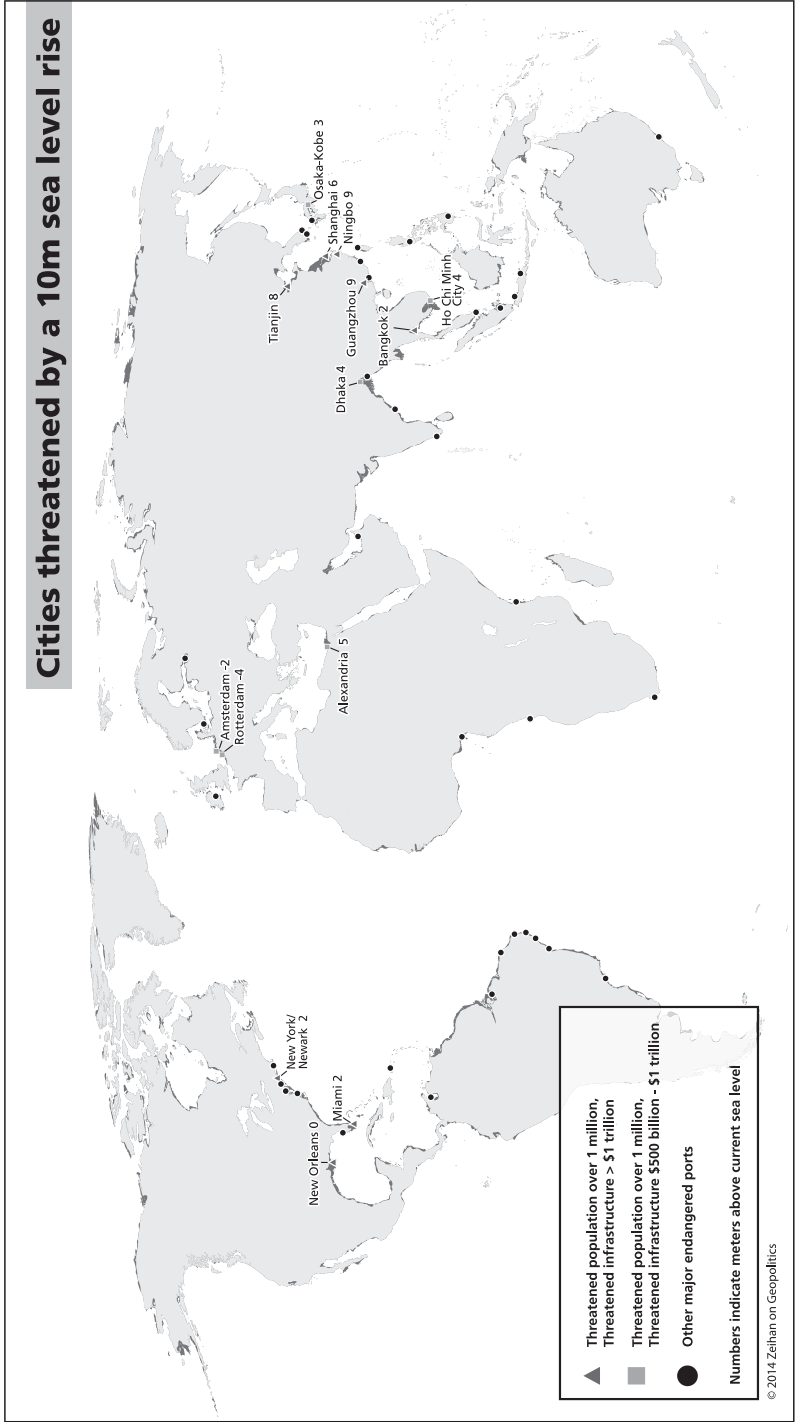 Cities threatened by a 10m sea level rise
New Orleans 0
Miami 2
New York/
Newark 2
Amsterdam -2
Rotterdam -4
Alexandria 5
Dhaka 4
Bangkok 2
Guangzhou 9
Tianjin 8
Ho Chi Minh
City 4
Osaka-Kobe 3
Shanghai 6
Ningbo 9
Threatened population over 1 million,
Threatened infrastructure > $1 trillion
Threatened population over 1 million,
Threatened infrastructure $500 billion - $1 trillion
Other major endangered ports
Numbers indicate meters above current sea level
© 2014 Zeihan on Geopolitics